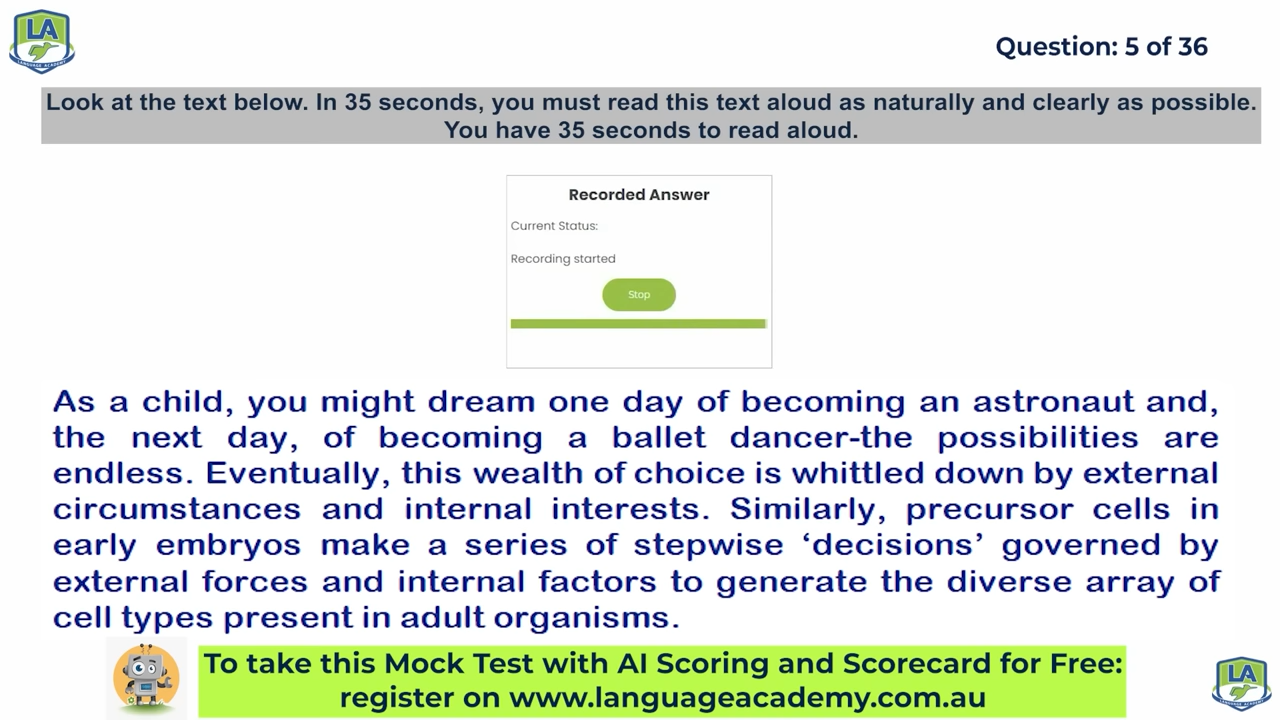 LA
LANGUAGE ACADEMY
Question: 5 of 36
Look at the text below. In 35 seconds, you must read this text aloud as naturally and clearly as possible.
You have 35 seconds to read aloud.
Recorded Answer
Current Status:
Recording started
Stop
As a child, you might dream one day of becoming an astronaut and,
the next day, of becoming a ballet dancer-the possibilities are
endless. Eventually, this wealth of choice is whittled down by external
circumstances and internal interests. Similarly, precursor cells in
early embryos make a series of stepwise ‘decisions’ governed by
external forces and internal factors to generate the diverse array of
cell types present in adult organisms.
To take this Mock Test with AI Scoring and Scorecard for Free:
register on www.languageacademy.com.au
LA
LANGUAGE ACADEMY